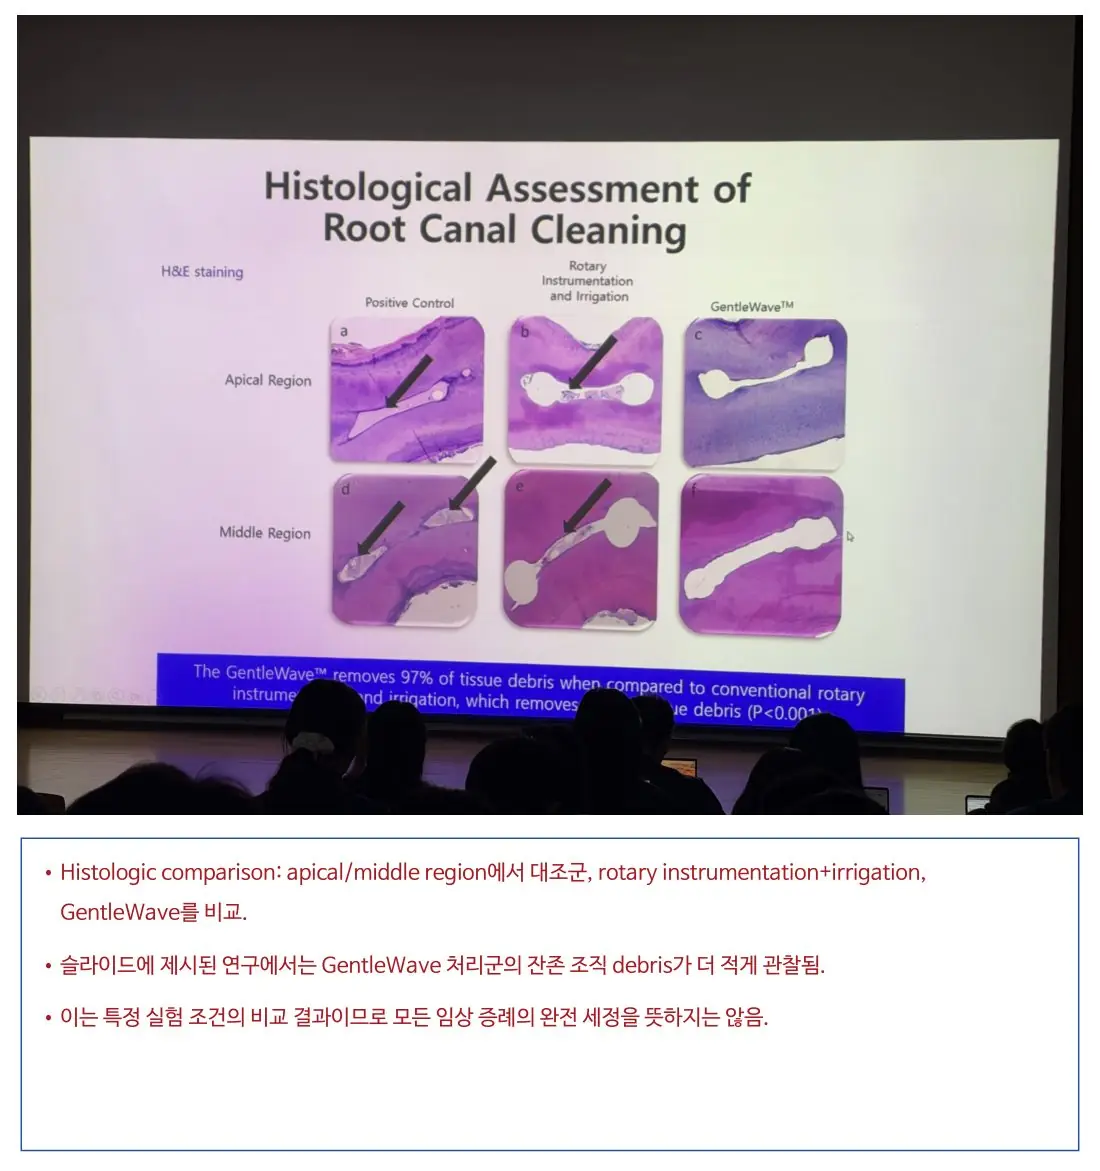 Histological Assessment of
Root Canal Cleaning
H&E staining
Positive Control
Rotary
Instrumentation
and Irrigation
GentleWave™
Apical Region
a
b
c
Middle Region
d
e
f
The GentleWave™ removes 97% of tissue debris when compared to conventional rotary
and irrigation, which removes debris (P<0.001)
• Histologic comparison: apical/middle region에서 대조군, rotary instrumentation+irrigation,
GentleWave를 비교.
• 슬라이드에 제시된 연구에서는 GentleWave 처리군의 잔존 조직 debris가 더 적게 관찰됨.
• 이는 특정 실험 조건의 비교 결과이므로 모든 임상 증례의 완전 세정을 뜻하지는 않음.